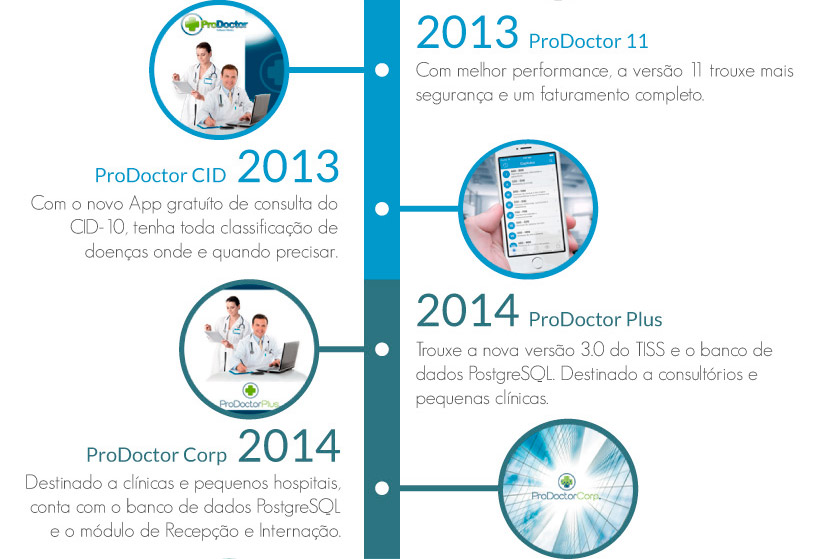 ProDoctor
2013 ProDoctor 11
Com melhor performance, a versão 11 trouxe mais
segurança e um faturamento completo.
ProDoctor CID 2013
Com o novo App gratuíto de consulta do
CID-10, tenha toda classificação de
doenças onde e quando precisar.
2014 ProDoctor Plus
Trouxe a nova versão 3.0 do TISS e o banco de
dados PostgreSQL. Destinado a consultórios e
pequenas clínicas.
ProDoctorPlus
ProDoctor Corp 2014
Destinado a clínicas e pequenos hospitais,
conta com o banco de dados PostgreSQL
e o módulo de Recepção e Internação.
ProDoctorCorp